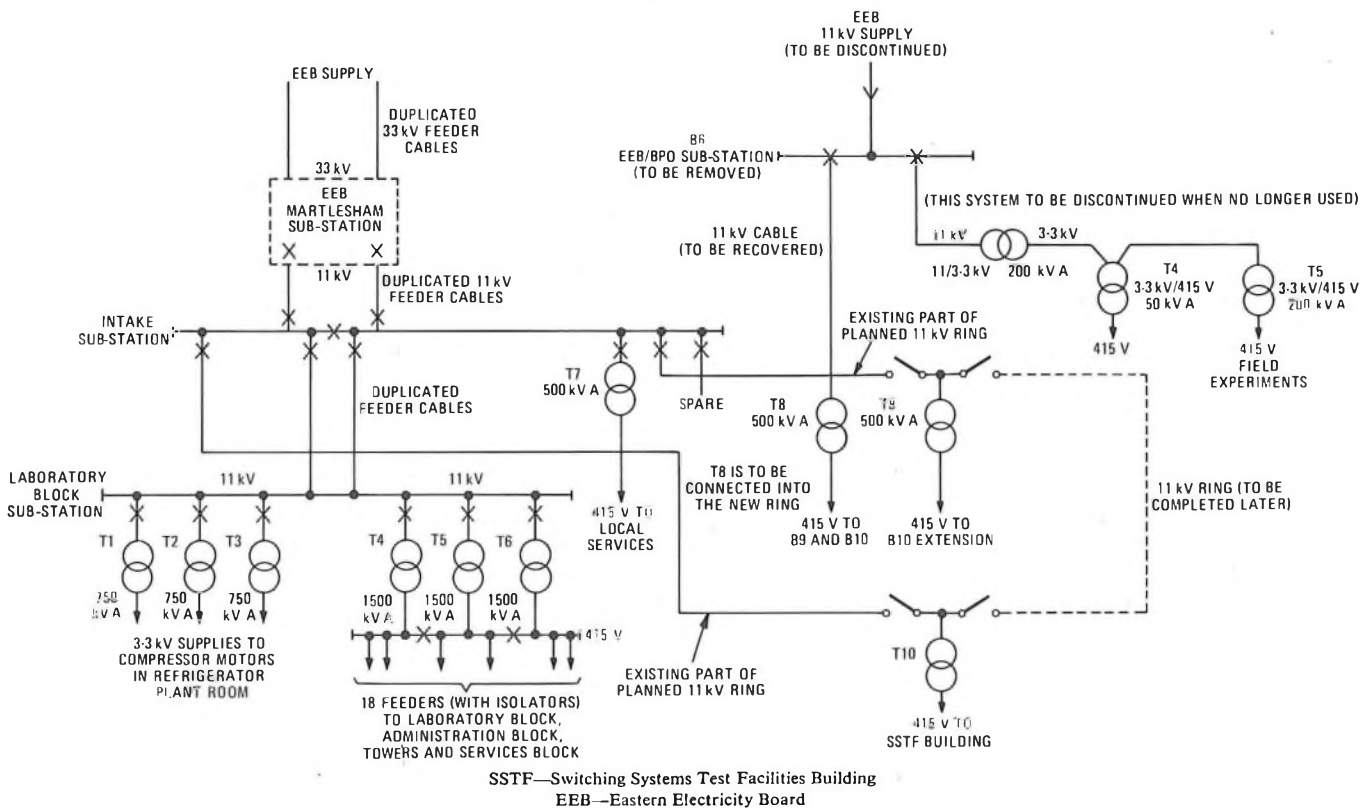 EEB
11 kV SUPPLY
(TO BE DISCONTINUED)
EEB SUPPLY
DUPLICATED
33 kV FEEDER
CABLES
33 kV
EEB
MARTLESHAM
SUB-STATION
11 kV
DUPLICATED 11 kV
FEEDER CABLES
B6
EEB/BPO SUB-STATION
(TO BE REMOVED)
(THIS SYSTEM TO BE DISCONTINUED WHEN NO LONGER USED)
11 kV CABLE
(TO BE RECOVERED)
11 kV
3·3 kV
11/3·3 kV
200 kV A
T4
3·3 kV/415 V
50 kV A
T5
3·3 kV/415 V
200 kV A
415 V
415 V
FIELD
EXPERIMENTS
INTAKE
SUB-STATION
EXISTING PART OF
PLANNED 11 kV RING
DUPLICATED
FEEDER CABLES
T7
500 kV A
SPARE
T8
500 kV A
T9
500 kV A
T8 IS TO BE
CONNECTED INTO
THE NEW RING
11 kV RING (TO BE
COMPLETED LATER)
415 V TO
LOCAL
SERVICES
415 V TO
B9 AND B10
415 V TO
B10 EXTENSION
LABORATORY
BLOCK
SUB-STATION
11 kV
11 kV
T1
T2
T3
T4
T5
T6
750
kV A
750
kV A
750
kV A
1500
kV A
1500
kV A
1500
kV A
415 V
3·3 kV SUPPLIES TO
COMPRESSOR MOTORS
IN REFRIGERATOR
PLANT ROOM
18 FEEDERS (WITH ISOLATORS)
TO LABORATORY BLOCK,
ADMINISTRATION BLOCK,
TOWERS AND SERVICES BLOCK
EXISTING PART OF
PLANNED 11 kV RING
T10
415 V TO
SSTF BUILDING
SSTF—Switching Systems Test Facilities Building
EEB—Eastern Electricity Board